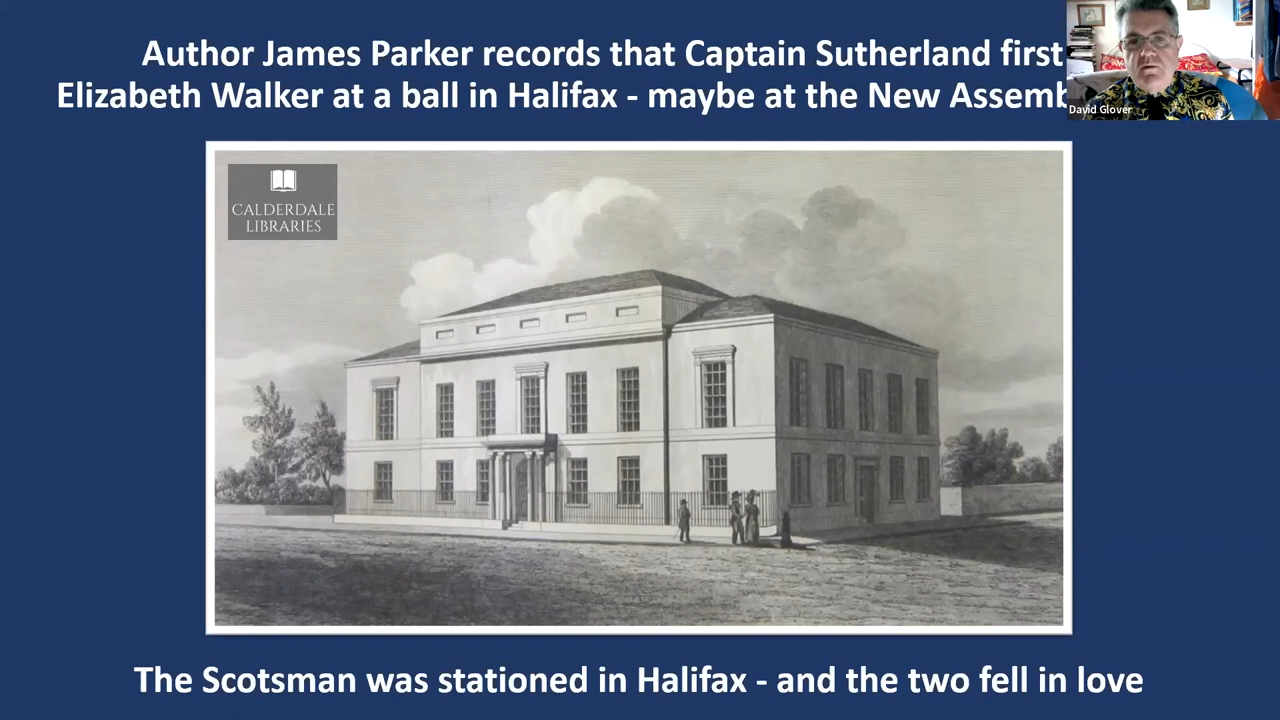 Author James Parker records that Captain Sutherland first
Elizabeth Walker at a ball in Halifax - maybe at the New Assemb
David Glover
CALDERDALE
LIBRARIES
The Scotsman was stationed in Halifax - and the two fell in love